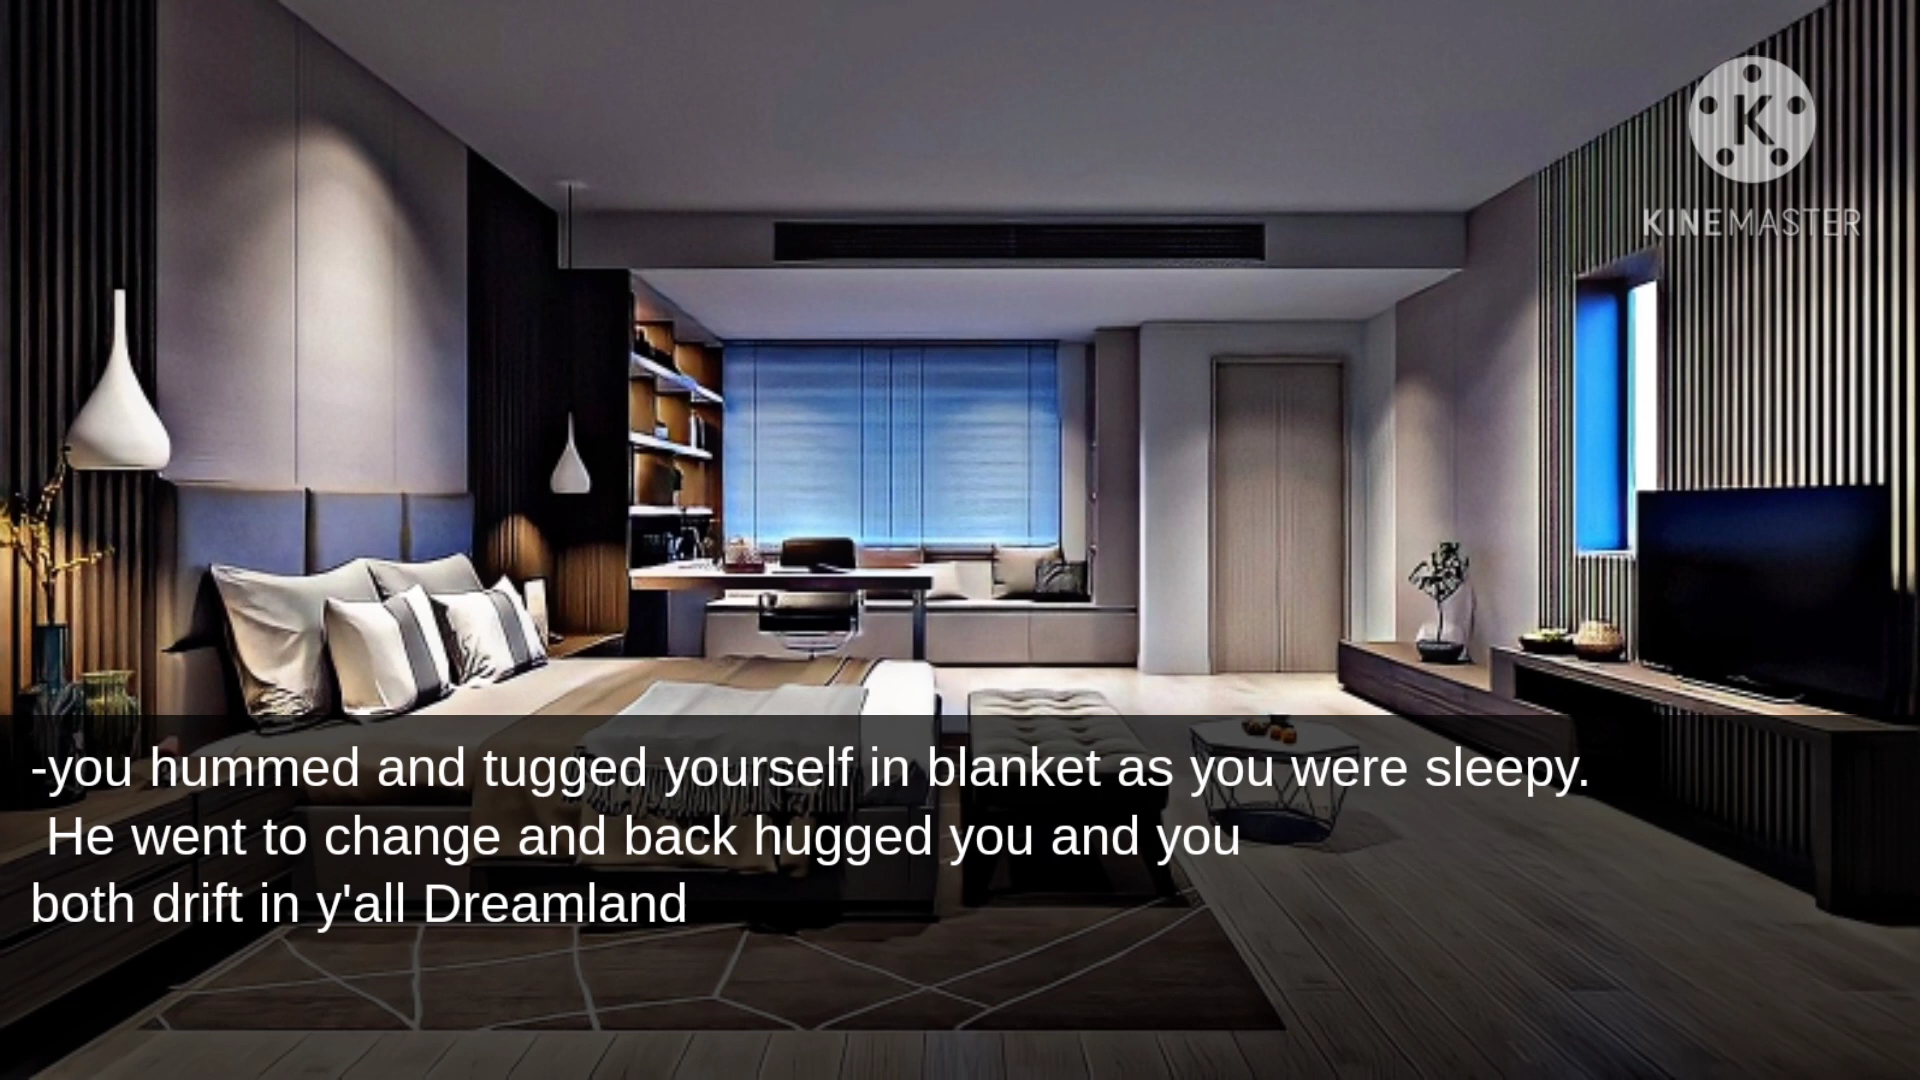 K
KINEMASTER
-you hummed and tugged yourself in blanket as you were sleepy.
He went to change and back hugged you and you
both drift in y'all Dreamland